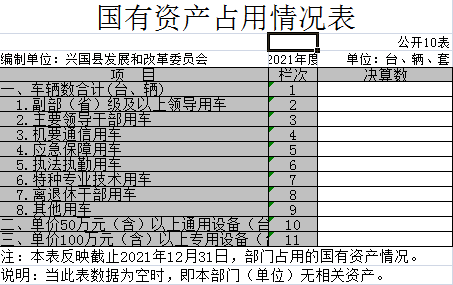 国有资产占用情况表
公开10表
编制单位：兴国县发展和改革委员会 2021年度 单位：台、辆、套
项 目 栏次 决算数
一、车辆数合计(台、辆) 1
1.副部（省）级及以上领导用车 2
2.主要领导干部用车 3
3.机要通信用车 4
4.应急保障用车 5
5.执法执勤用车 6
6.特种专业技术用车 7
7.离退休干部用车 8
8.其他用车 9
二、单价50万元（含）以上通用设备（台 10
三、单价100万元（含）以上专用设备（ 11
注：本表反映截止2021年12月31日，部门占用的国有资产情况。
说明：当此表数据为空时，即本部门（单位）无相关资产。